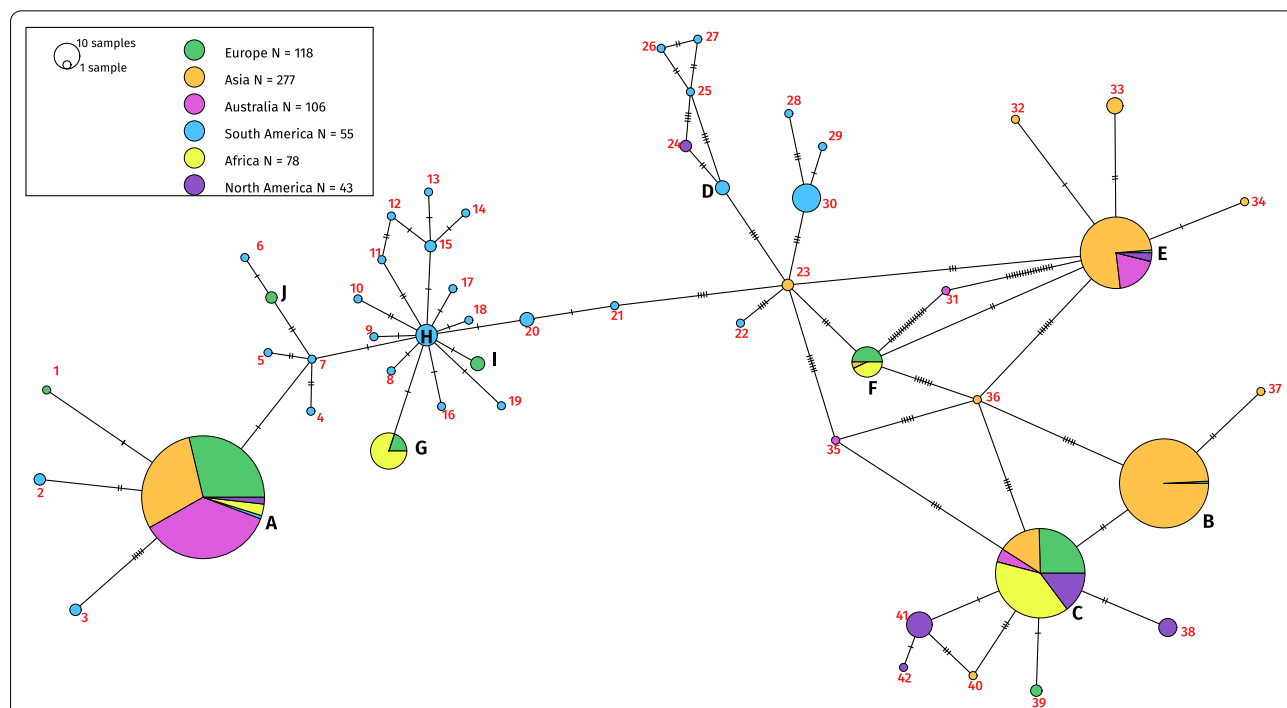 10 samples
1 sample
Europe N = 118
Asia N = 277
Australia N = 106
South America N = 55
Africa N = 78
North America N = 43
26
27
25
24
D
28
29
30
32
33
34
E
13
12
14
15
11
6
J
10
17
18
9
H
20
21
23
22
31
5
7
8
I
F
4
16
19
1
G
36
37
35
2
A
B
3
C
41
38
42
40
39